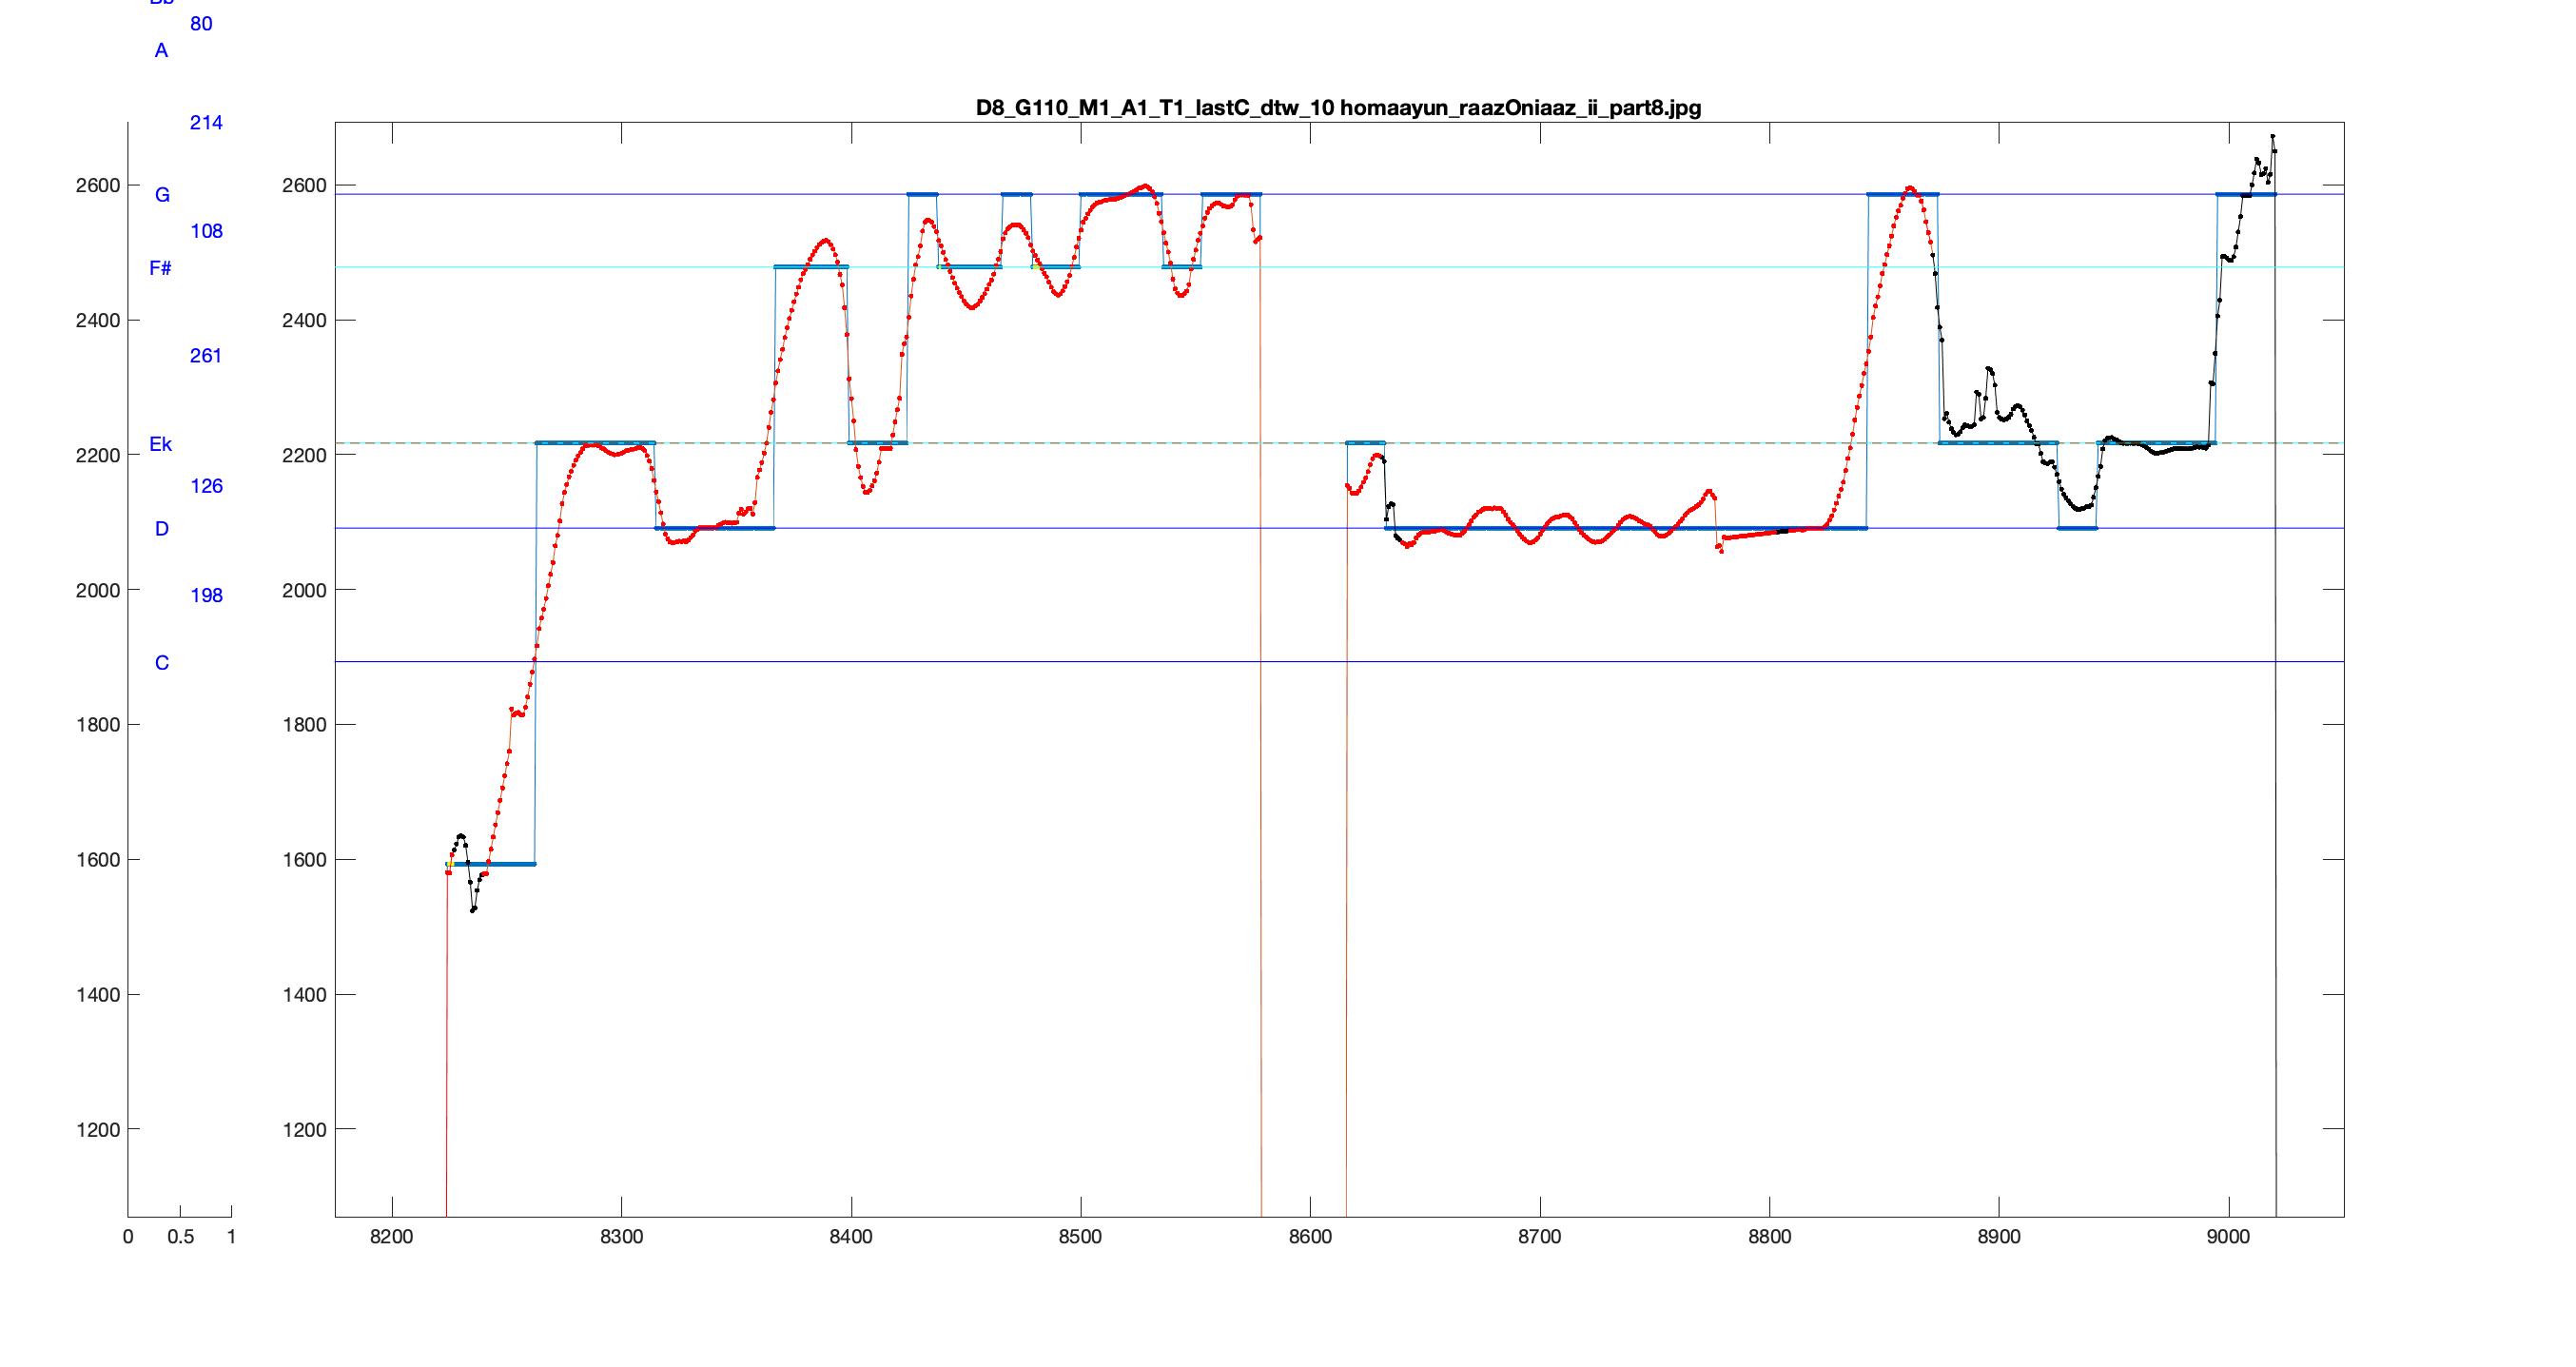 80
A
D8_G110_M1_A1_T1_lastC_dtw_10 homaayun_raazOniaaz_ii_part8.jpg
214
2600 G 2600
108
F#
2400 2400
261
Ek
2200 2200
126
D
2000 2000
198
C
1800 1800
1600 1600
1400 1400
1200 1200
0 0.5 1 8200 8300 8400 8500 8600 8700 8800 8900 9000